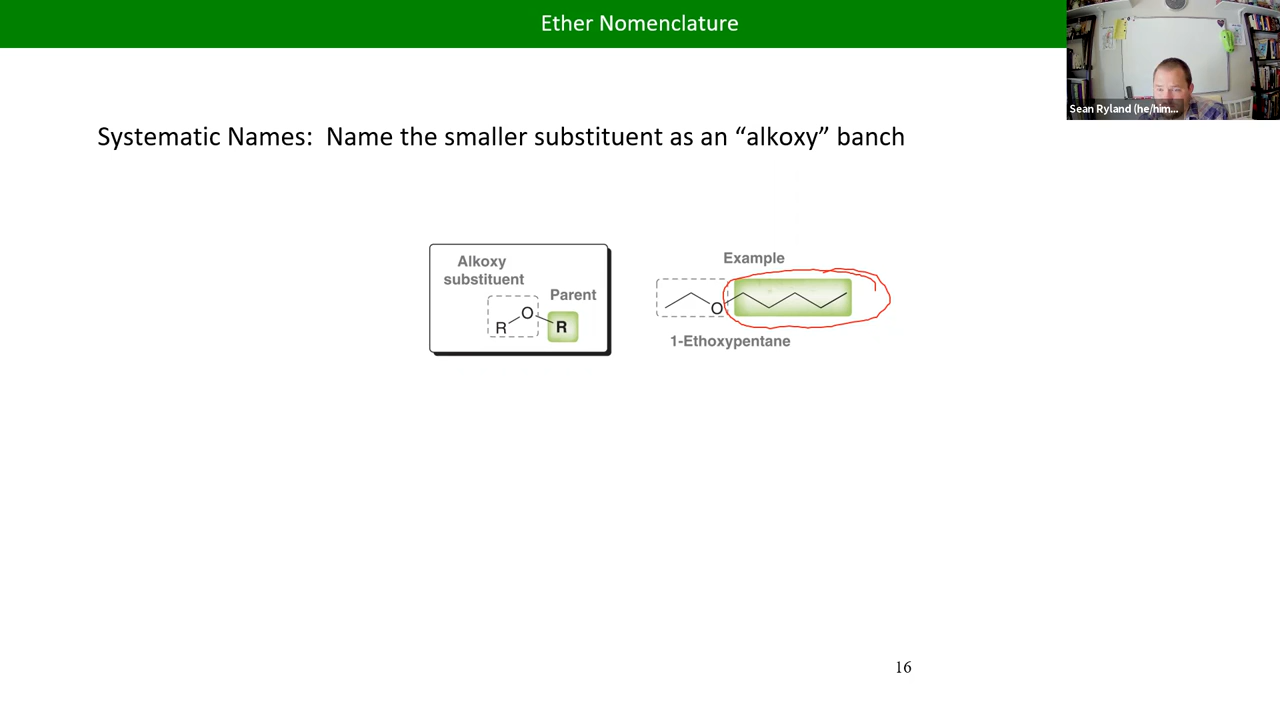 Ether Nomenclature
Sean Ryland (he/him...
Systematic Names:  Name the smaller substituent as an “alkoxy” banch
Alkoxy
substituent
Parent
R
O
R
Example
O
1-Ethoxypentane
16